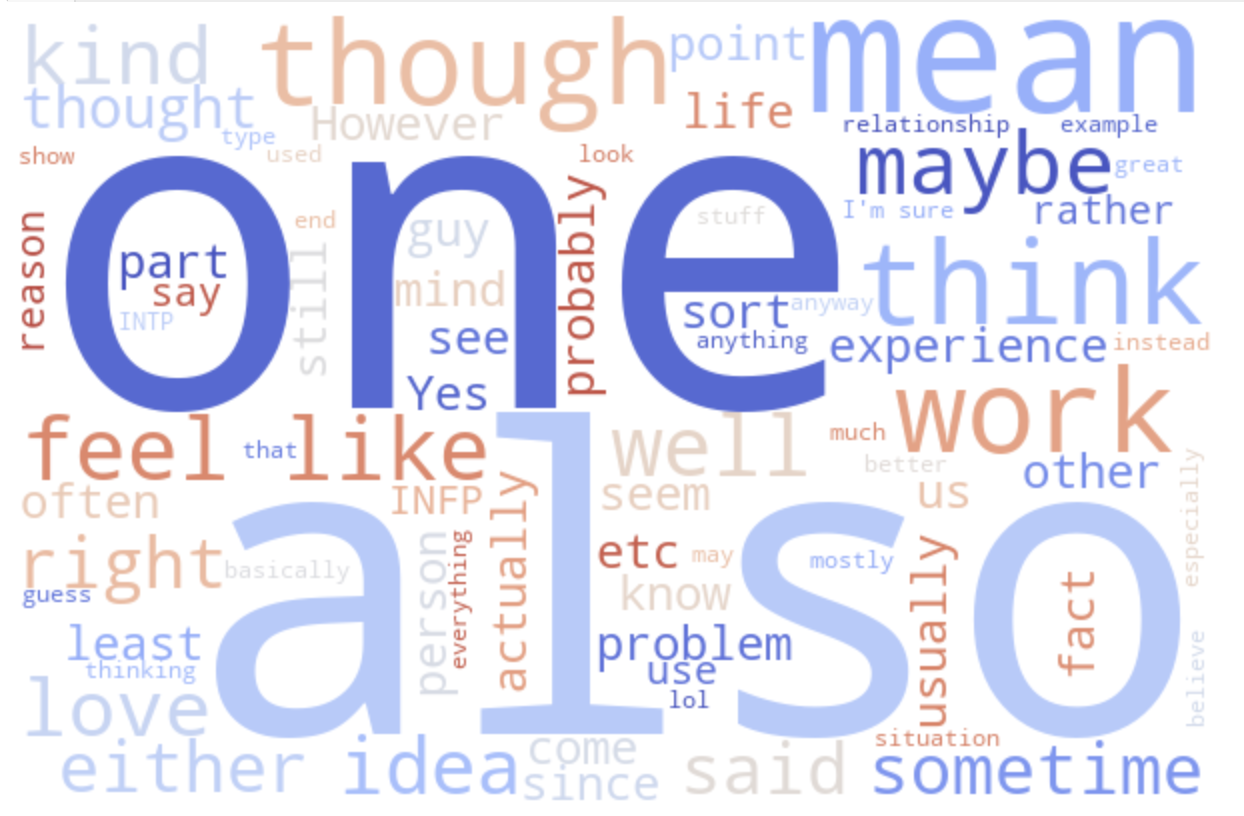 kind
though
point
mean
thought
type
However
life
relationship
example
show
used
look
maybe
great
I'm sure
rather
one
reason
part
say
INTP
end
still
guy
mind
see
Yes
probably
stuff
sort
anyway
anything
think
experience
instead
feel
that
like
well
much
work
better
other
often
INFP
seem
us
especially
also
right
basically
guess
person
everything
actually
etc
may
know
mostly
usually
fact
least
thinking
problem
use
lol
believe
love
either
idea
come
since
said
situation
sometime